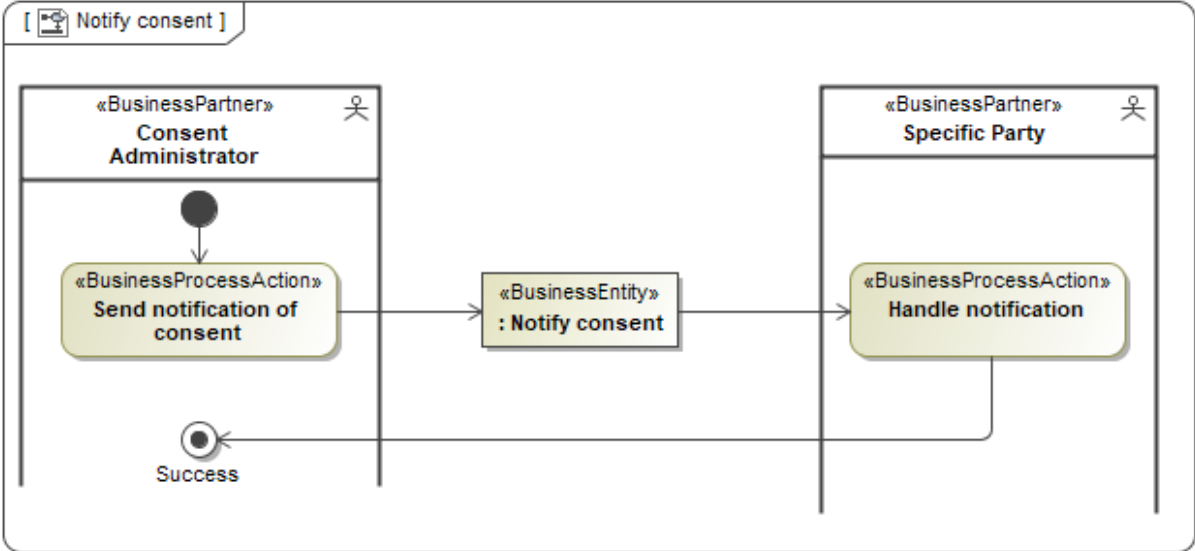 [ Notify consent ]
«BusinessPartner»
Consent
Administrator
«BusinessPartner»
Specific Party
«BusinessProcessAction»
Send notification of
consent
«BusinessEntity»
: Notify consent
«BusinessProcessAction»
Handle notification
Success